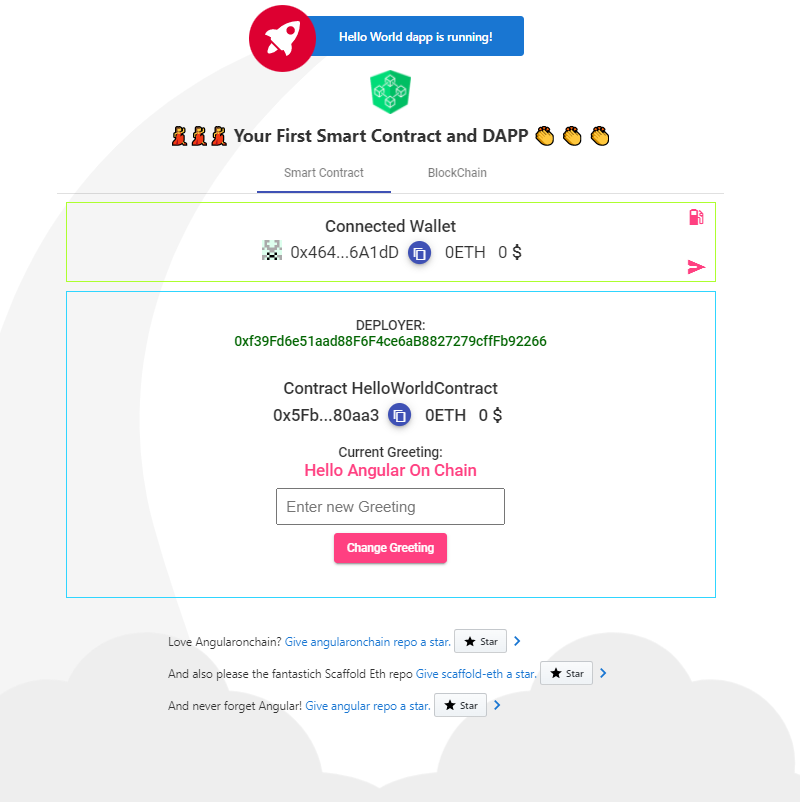 Hello World dapp is running!
💃💃💃 Your First Smart Contract and DAPP 👏 👏 👏
Smart Contract BlockChain
Connected Wallet
0x464...6A1dD 0ETH 0 $
DEPLOYER:
0xf39Fd6e51aad88F6F4ce6aB8827279cffFb92266
Contract HelloWorldContract
0x5Fb...80aa3 0ETH 0 $
Current Greeting:
Hello Angular On Chain
Enter new Greeting
Change Greeting
Love Angularonchain? Give angularonchain repo a star. Star
And also please the fantastich Scaffold Eth repo Give scaffold-eth a star. Star
And never forget Angular! Give angular repo a star. Star